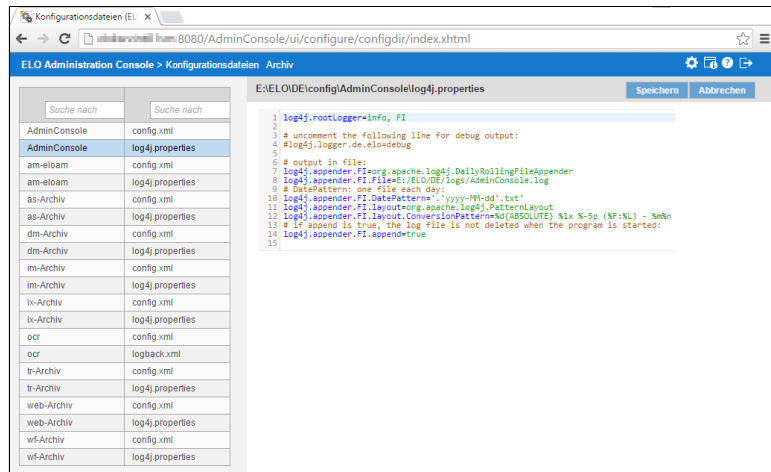 Konfigurationsdateien (EL
:8080/AdminConsole/ui/configure/configdir/index.xhtml
ELO Administration Console > Konfigurationsdateien Archiv
E:\ELO\DE\config\AdminConsole\log4j.properties
Speichern Abbrechen
Suche nach Suche nach
AdminConsole config.xml
AdminConsole log4j.properties
am-eloam config.xml
am-eloam log4j.properties
as-Archiv config.xml
as-Archiv log4j.properties
dm-Archiv config.xml
dm-Archiv log4j.properties
im-Archiv config.xml
im-Archiv log4j.properties
ix-Archiv config.xml
ix-Archiv log4j.properties
ocr config.xml
ocr logback.xml
tr-Archiv config.xml
tr-Archiv log4j.properties
web-Archiv config.xml
web-Archiv log4j.properties
wf-Archiv config.xml
wf-Archiv log4j.properties
1 log4j.rootLogger=info, FI
2
3 # uncomment the following line for debug output:
4 #log4j.logger.de.elo=debug
5
6 # output in file:
7 log4j.appender.FI=org.apache.log4j.DailyRollingFileAppender
8 log4j.appender.FI.File=E:/ELO/DE/logs/AdminConsole.log
9 # DatePattern: one file each day:
10 log4j.appender.FI.DatePattern='.'yyyy-MM-dd'.txt'
11 log4j.appender.FI.layout=org.apache.log4j.PatternLayout
12 log4j.appender.FI.layout.ConversionPattern=%d{ABSOLUTE} %lx %-5p (%F:%L) - %m%n
13 # if append is true, the log file is not deleted when the program is started:
14 log4j.appender.FI.append=true
15